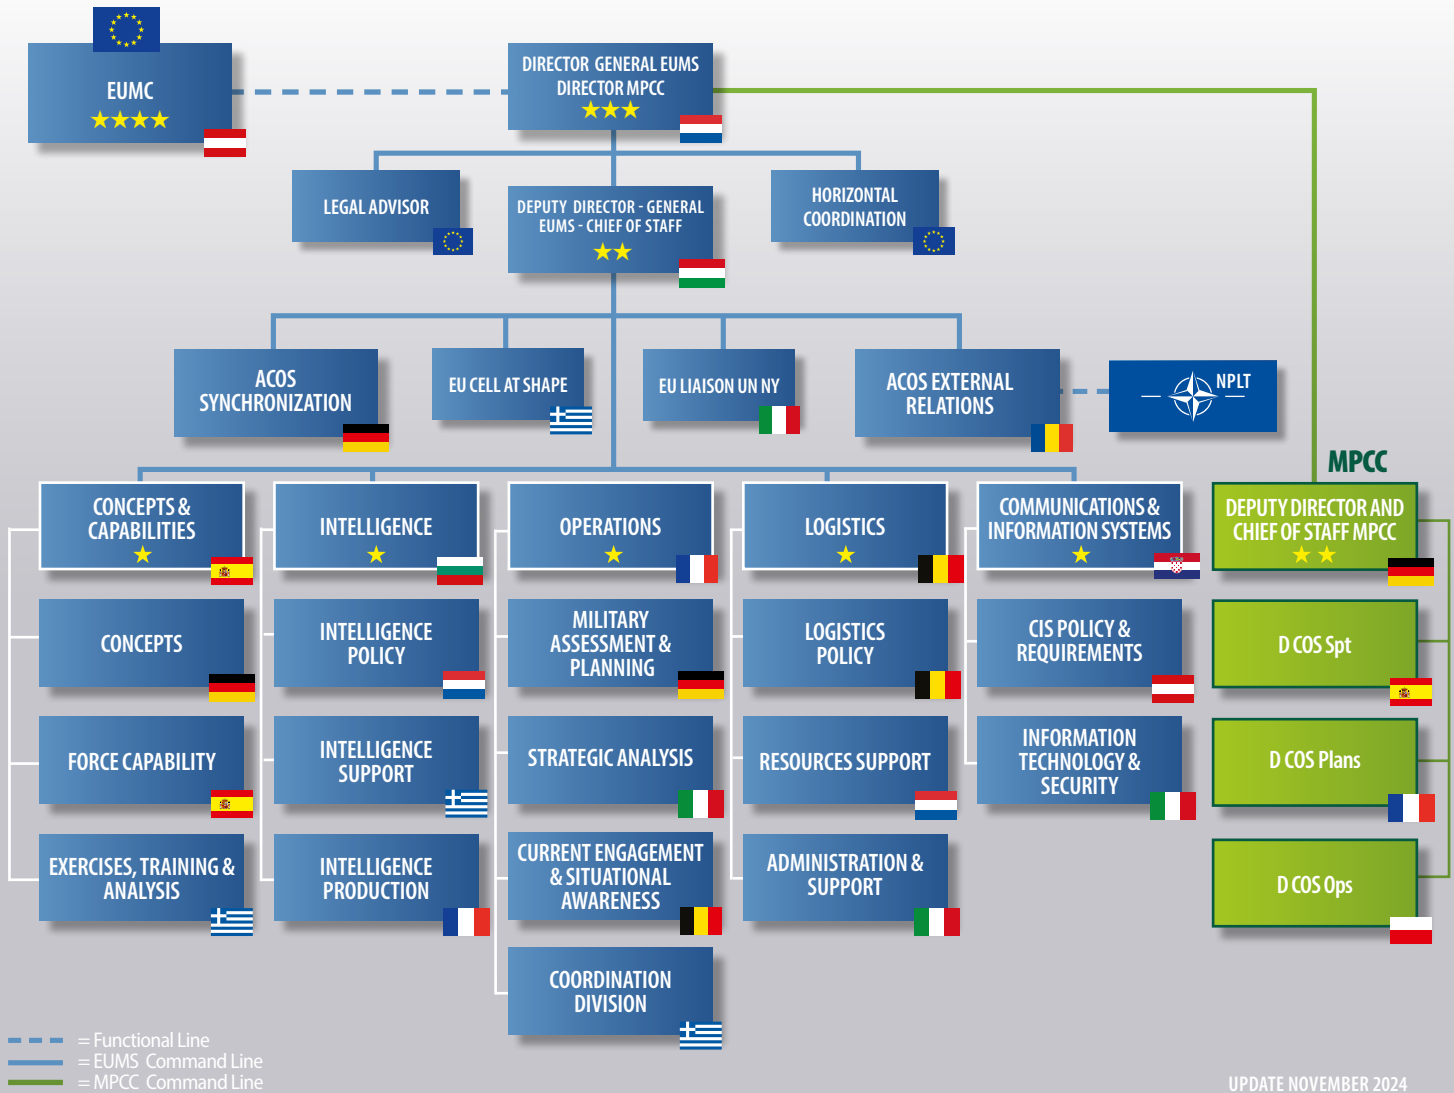 EUMC
DIRECTOR GENERAL EUMS
DIRECTOR MPCC
LEGAL ADVISOR
DEPUTY DIRECTOR - GENERAL
EUMS - CHIEF OF STAFF
HORIZONTAL
COORDINATION
ACOS
SYNCHRONIZATION
EU CELL AT SHAPE
EU LIAISON UN NY
ACOS EXTERNAL
RELATIONS
NPLT
MPCC
CONCEPTS &
CAPABILITIES
INTELLIGENCE
OPERATIONS
LOGISTICS
COMMUNICATIONS &
INFORMATION SYSTEMS
DEPUTY DIRECTOR AND
CHIEF OF STAFF MPCC
CONCEPTS
INTELLIGENCE
POLICY
MILITARY
ASSESSMENT &
PLANNING
LOGISTICS
POLICY
CIS POLICY &
REQUIREMENTS
D COS Spt
FORCE CAPABILITY
INTELLIGENCE
SUPPORT
STRATEGIC ANALYSIS
RESOURCES SUPPORT
INFORMATION
TECHNOLOGY &
SECURITY
D COS Plans
EXERCISES, TRAINING &
ANALYSIS
INTELLIGENCE
PRODUCTION
CURRENT ENGAGEMENT
& SITUATIONAL
AWARENESS
ADMINISTRATION &
SUPPORT
D COS Ops
COORDINATION
DIVISION
= Functional Line
= EUMS Command Line
= MPCC Command Line
UPDATE NOVEMBER 2024